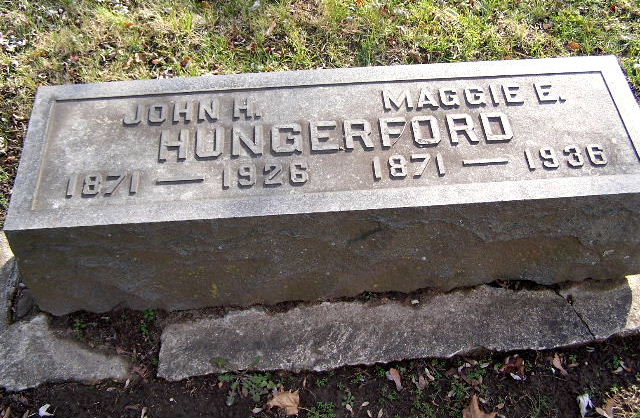 JOHN H. MAGGIE E.
HUNGERFORD
1871 — 1926 1871 — 1936